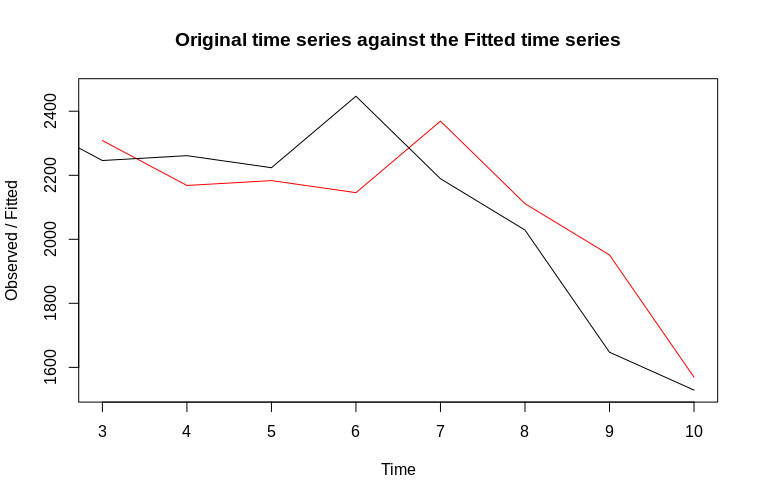 Original time series against the Fitted time series
Observed / Fitted
2400
2200
2000
1800
1600
3 4 5 6 7 8 9 10
Time